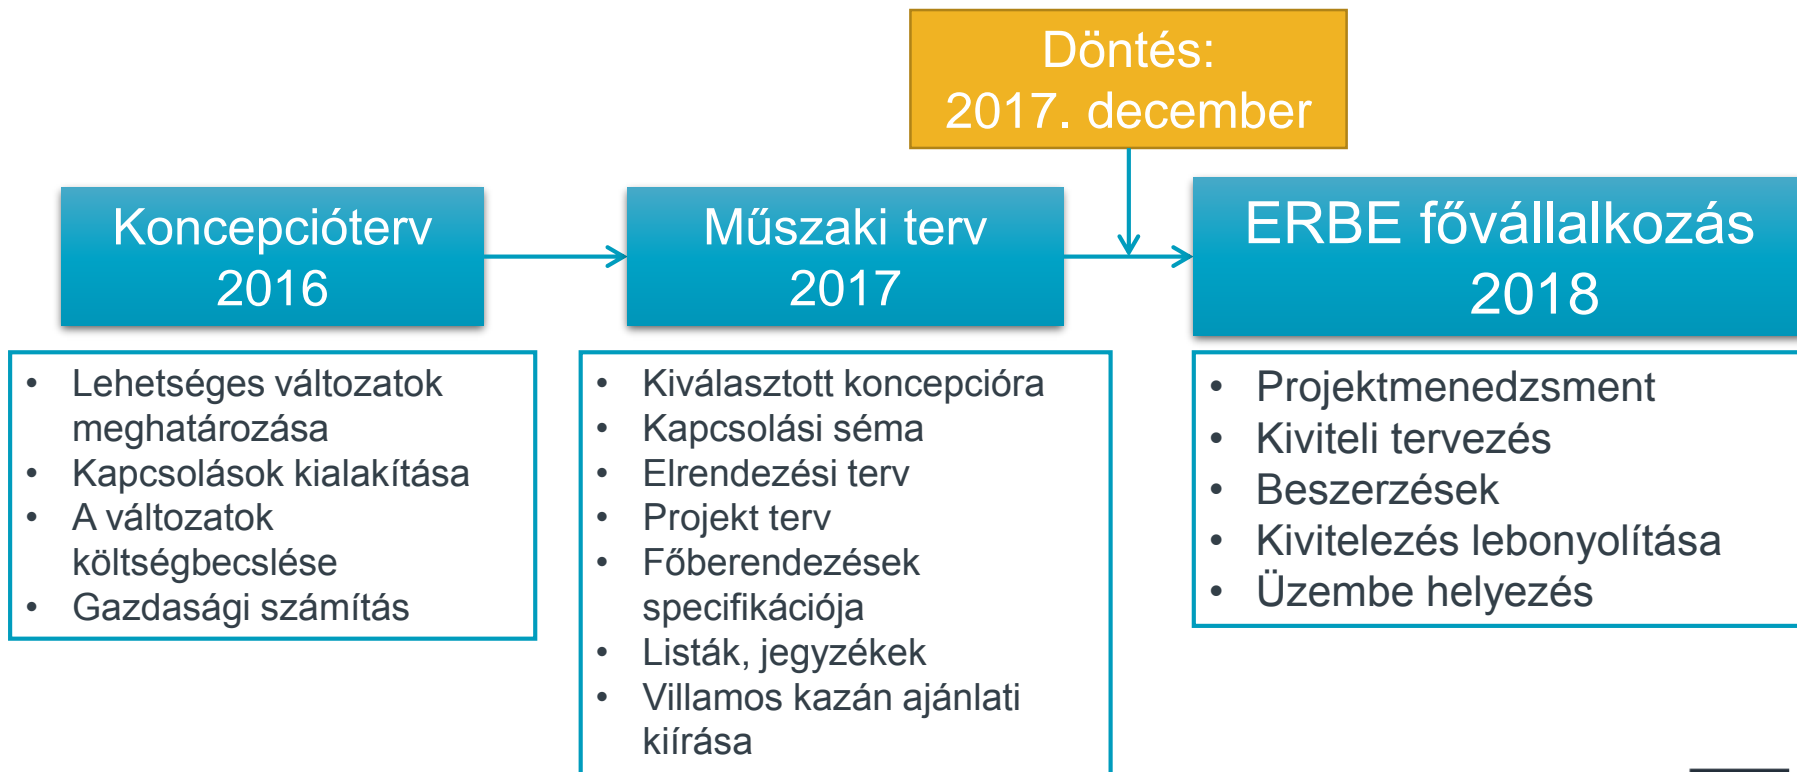 Döntés:
2017. december
Koncepcióterv
2016
Műszaki terv
2017
ERBE fővállalkozás
2018
• Lehetséges változatok
meghatározása
• Kapcsolások kialakítása
• A változatok
költségbecslése
• Gazdasági számítás
• Kiválasztott koncepcióra
• Kapcsolási séma
• Elrendezési terv
• Projekt terv
• Főberendezések
specifikációja
• Listák, jegyzékek
• Villamos kazán ajánlati
kiírása
• Projektmenedzsment
• Kiviteli tervezés
• Beszerzések
• Kivitelezés lebonyolítása
• Üzembe helyezés